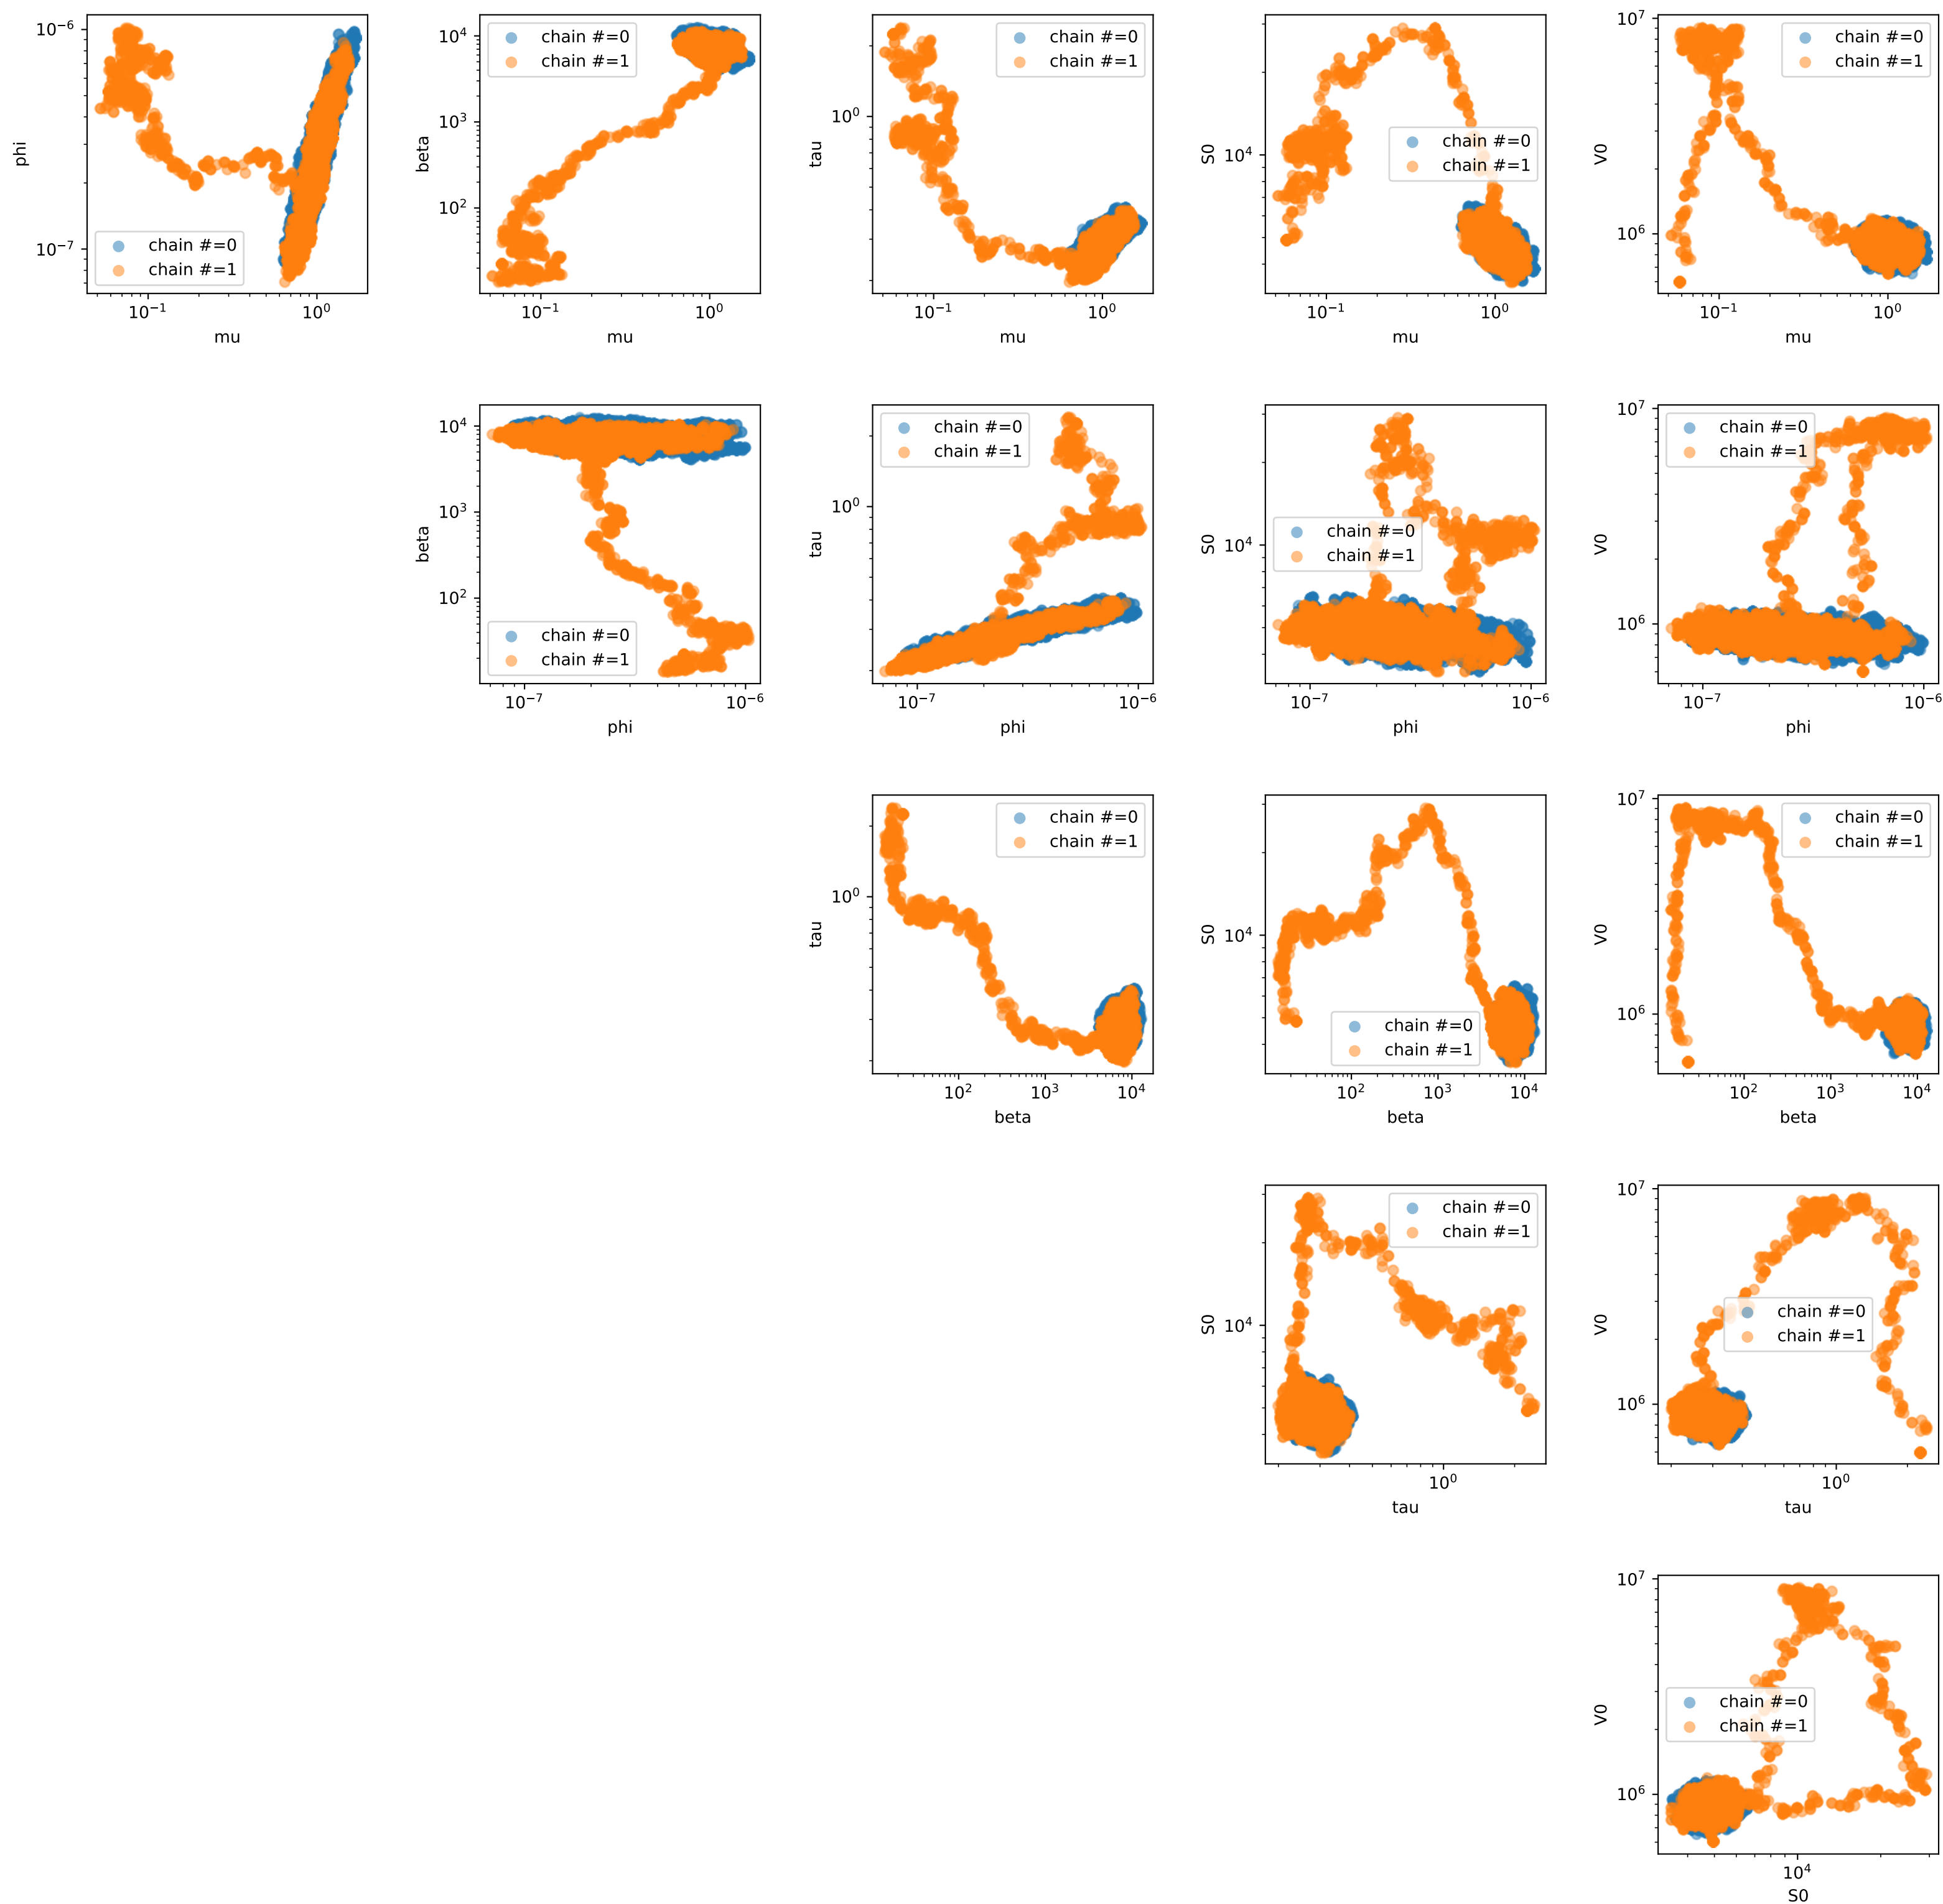 10⁻⁶
10⁻⁷
phi
chain #=0
chain #=1
10⁻¹
10⁰
mu
10⁴
10³
10²
beta
chain #=0
chain #=1
10⁻¹
10⁰
mu
10⁰
tau
chain #=0
chain #=1
10⁻¹
10⁰
mu
10⁴
S0
chain #=0
chain #=1
10⁻¹
10⁰
mu
10⁷
10⁶
V0
chain #=0
chain #=1
10⁻¹
10⁰
mu
10⁴
10³
10²
beta
chain #=0
chain #=1
10⁻⁷
10⁻⁶
phi
10⁰
tau
chain #=0
chain #=1
10⁻⁷
10⁻⁶
phi
10⁴
S0
chain #=0
chain #=1
10⁻⁷
10⁻⁶
phi
10⁷
10⁶
V0
chain #=0
chain #=1
10⁻⁷
10⁻⁶
phi
10⁰
tau
chain #=0
chain #=1
10²
10³
10⁴
beta
10⁴
S0
chain #=0
chain #=1
10²
10³
10⁴
beta
10⁷
10⁶
V0
chain #=0
chain #=1
10²
10³
10⁴
beta
10⁴
S0
chain #=0
chain #=1
10⁰
tau
10⁷
10⁶
V0
chain #=0
chain #=1
10⁰
tau
10⁷
10⁶
V0
chain #=0
chain #=1
10⁴
S0